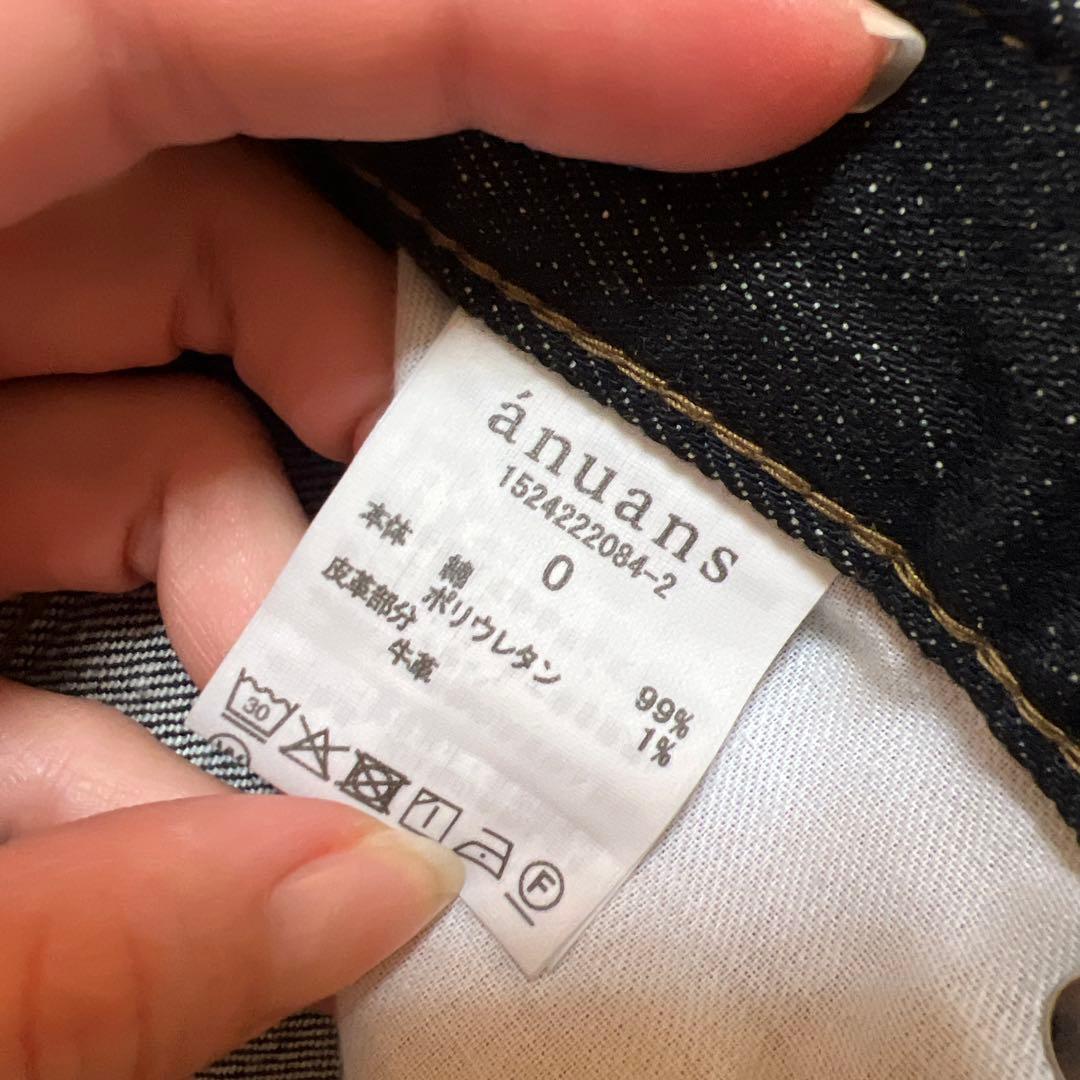 ánuans
1524222084-2
0
本体 綿 99%
ポリウレタン 1%
皮革部分
牛革
30
F